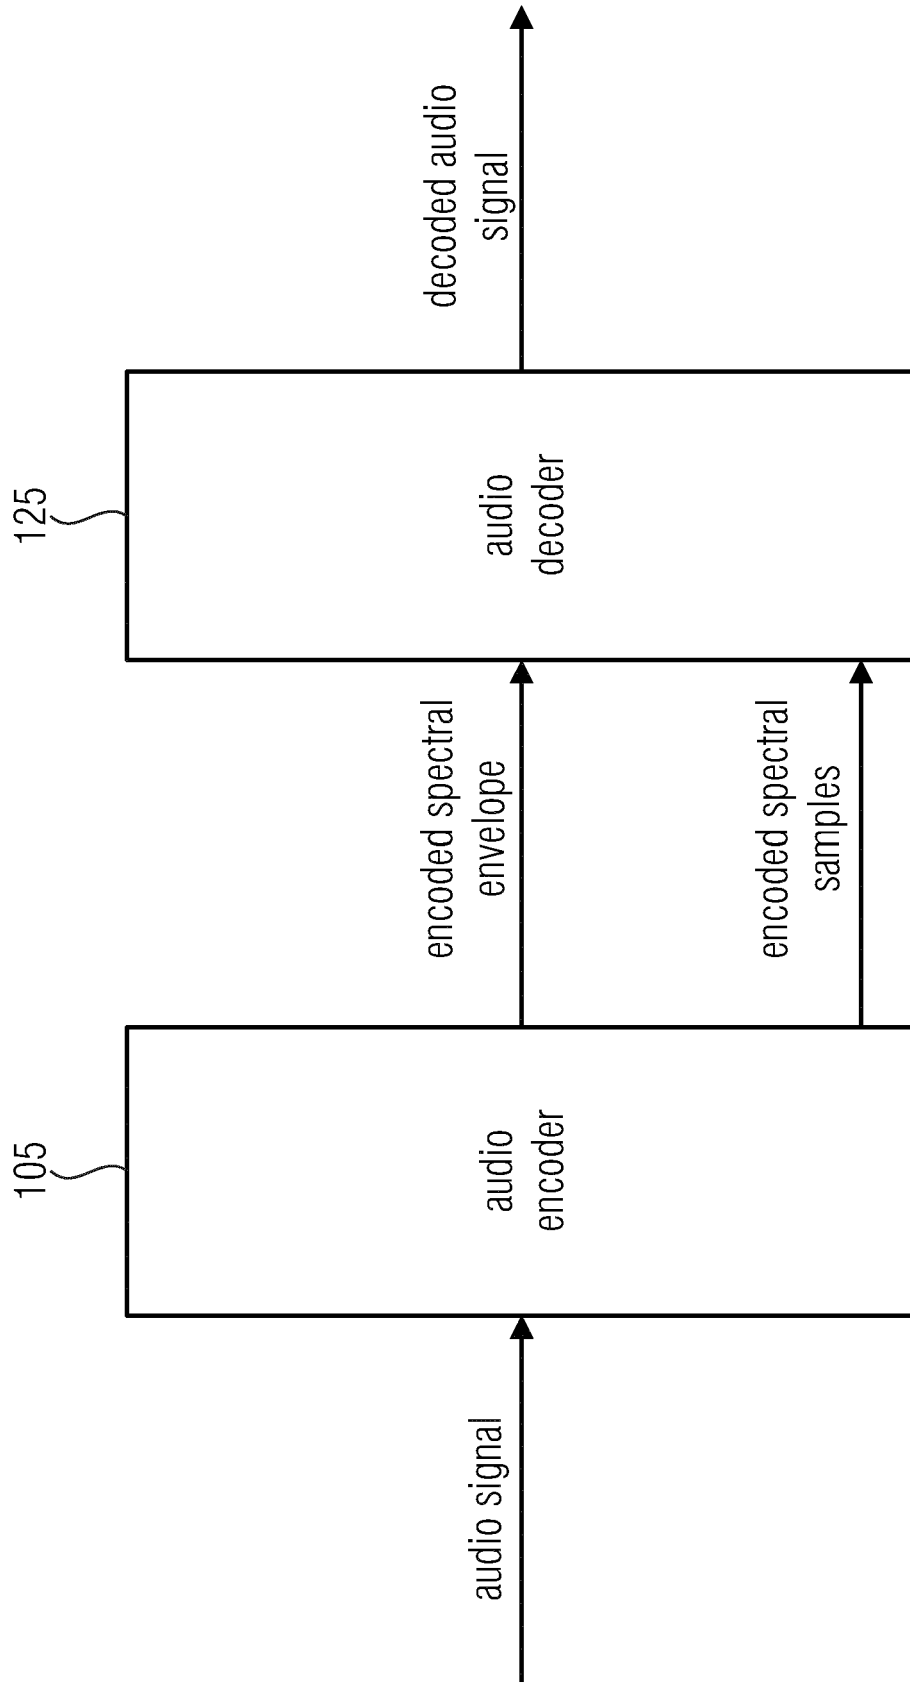 105
125
audio signal
audio
encoder
encoded spectral
envelope
encoded spectral
samples
audio
decoder
decoded audio
signal